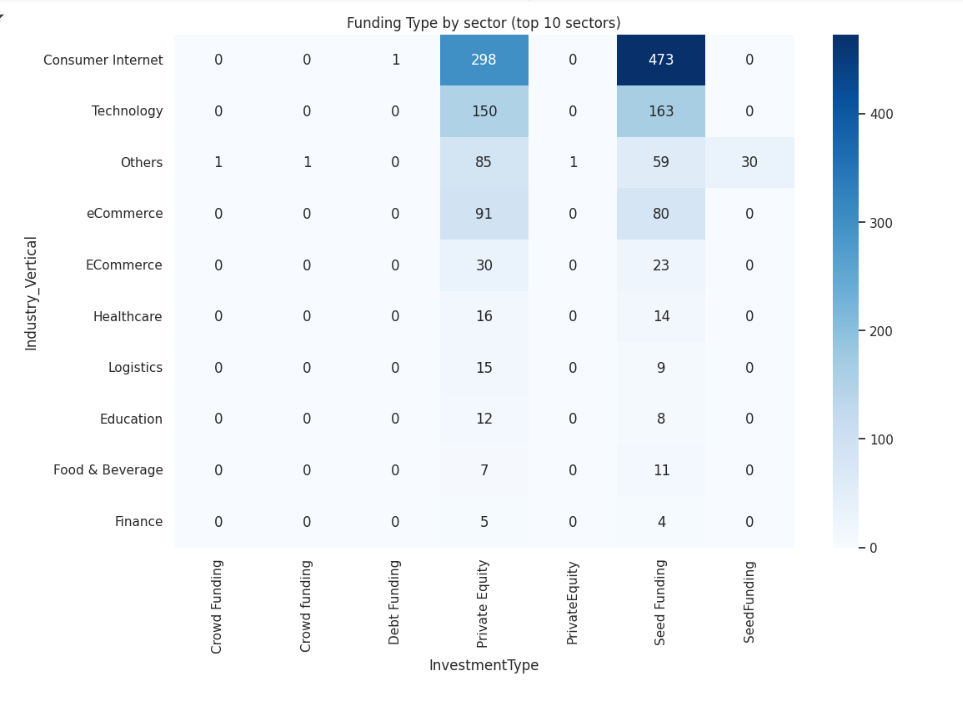 Funding Type by sector (top 10 sectors)
Consumer Internet 0 0 1 298 0 473 0
Technology 0 0 0 150 0 163 0
Others 1 1 0 85 1 59 30
eCommerce 0 0 0 91 0 80 0
ECommerce 0 0 0 30 0 23 0
Healthcare 0 0 0 16 0 14 0
Logistics 0 0 0 15 0 9 0
Education 0 0 0 12 0 8 0
Food & Beverage 0 0 0 7 0 11 0
Finance 0 0 0 5 0 4 0
Industry_Vertical
Crowd Funding
Crowd funding
Debt Funding
Private Equity
PrivateEquity
Seed Funding
SeedFunding
InvestmentType
400
300
200
100
0